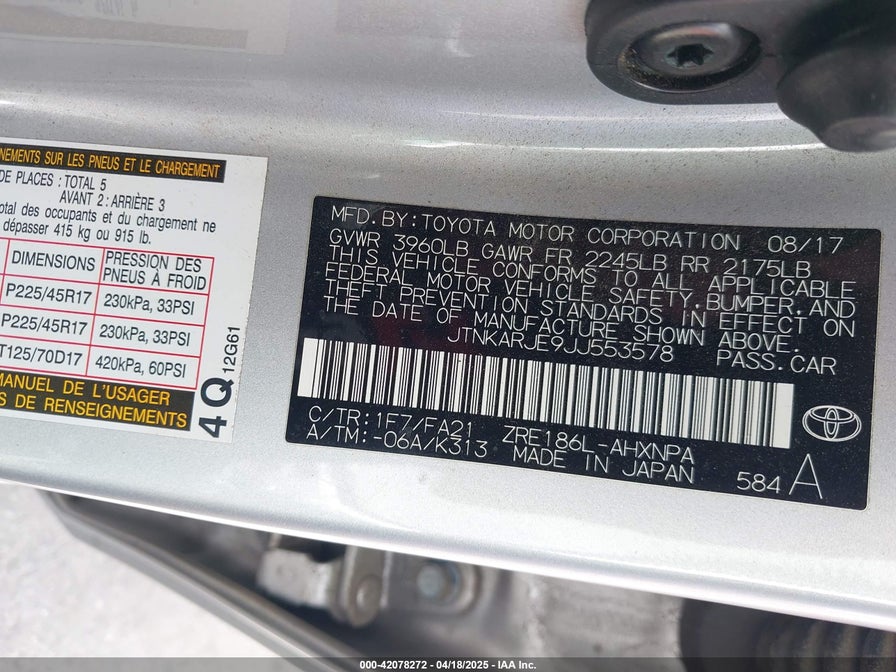 NEMENTS SUR LES PNEUS ET LE CHARGEMENT
DE PLACES : TOTAL 5
AVANT 2 : ARRIÈRE 3
otal des occupants et du chargement ne
dépasser 415 kg ou 915 lb.
DIMENSIONS
PRESSION DES PNEUS À FROID
P225/45R17
230kPa, 33PSI
P225/45R17
230kPa, 33PSI
T125/70D17
420kPa, 60PSI
MANUEL DE L'USAGER
S DE RENSEIGNEMENTS
4Q
12G61
MFD.BY:TOYOTA MOTOR CORPORATION 08/17
GVWR 3960LB GAWR FR 2245LB RR 2175LB
THIS VEHICLE CONFORMS TO ALL APPLICABLE
FEDERAL MOTOR VEHICLE SAFETY,BUMPER,AND
THEFT PREVENTION STANDARDS IN EFFECT ON
THE DATE OF MANUFACTURE SHOWN ABOVE.
JTNKARJE9JJ553578 PASS.CAR
C/TR:1F7/FA21 ZRE186L-AHXNPA
A/TM:-06A/K313 MADE IN JAPAN
584 A
000-42078272 - 04/18/2025 - IAA Inc.